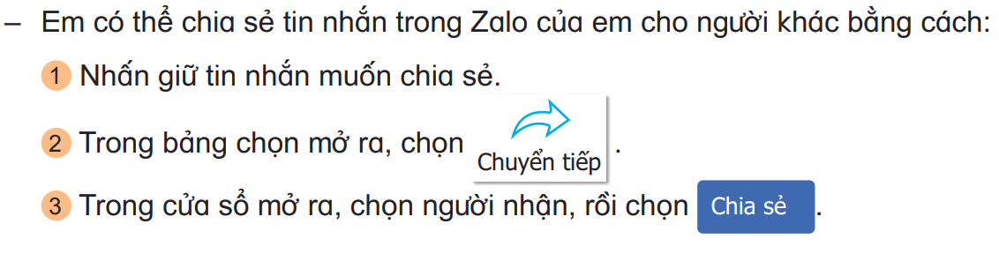 – Em có thể chia sẻ tin nhắn trong Zalo của em cho người khác bằng cách:
1 Nhấn giữ tin nhắn muốn chia sẻ.
2 Trong bảng chọn mở ra, chọn Chuyển tiếp .
3 Trong cửa sổ mở ra, chọn người nhận, rồi chọn Chia sẻ .